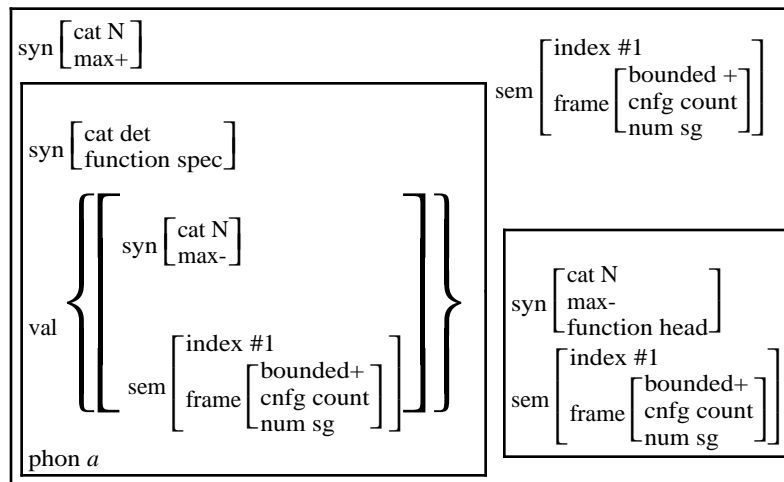 syn [cat N
max+]
sem [index #1
frame [bounded +
cnfg count
num sg]]
syn [cat det
function spec]
val {[syn [cat N
max-]
sem [index #1
frame [bounded+
cnfg count
num sg]]]}
phon a
syn [cat N
max-
function head]
sem [index #1
frame [bounded+
cnfg count
num sg]]